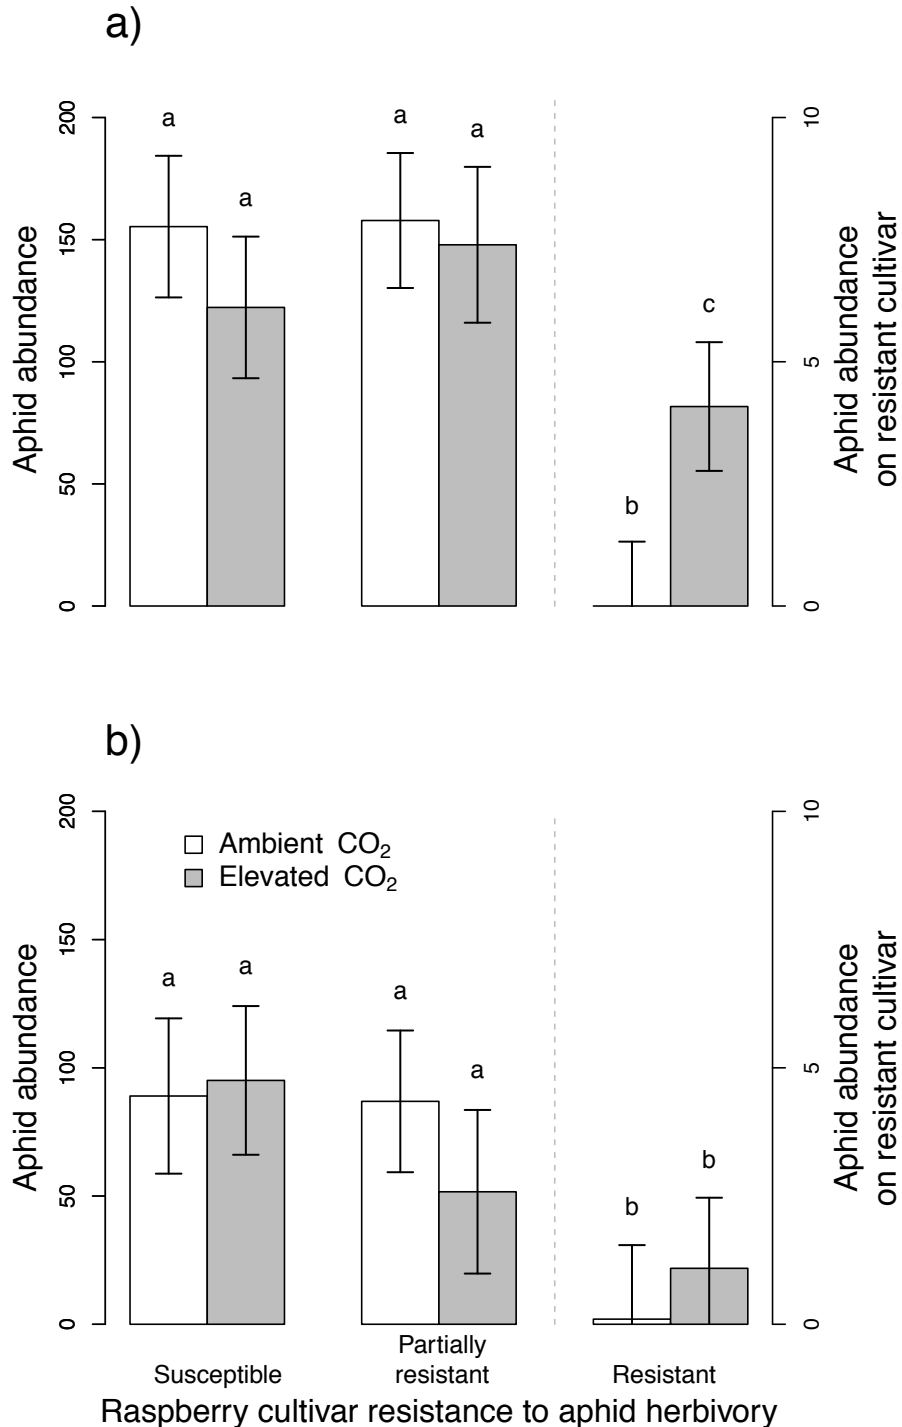 a)
200
150
100
50
0
Aphid abundance
a
a
a
a
b
c
10
5
0
Aphid abundance
on resistant cultivar
b)
200
150
100
50
0
Aphid abundance
Ambient CO₂
Elevated CO₂
a
a
a
a
b
b
10
5
0
Aphid abundance
on resistant cultivar
Susceptible
Partially
resistant
Resistant
Raspberry cultivar resistance to aphid herbivory